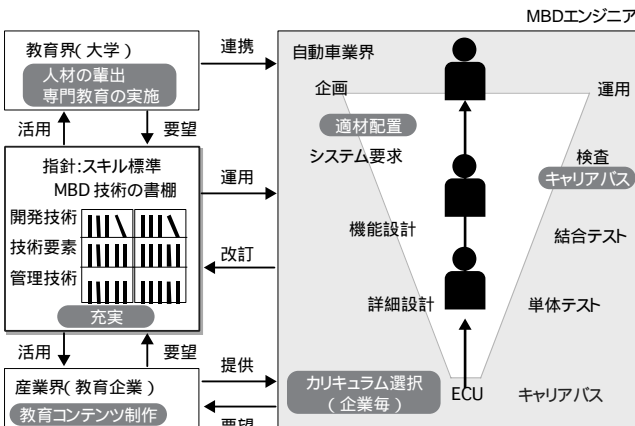 MBDエンジニア
教育界(大学)
人材の輩出
専門教育の実施
連携
活用
要望
指針:スキル標準
MBD技術の書棚
開発技術
技術要素
管理技術
充実
運用
改訂
活用
要望
産業界(教育企業)
教育コンテンツ制作
提供
要望
自動車業界
企画
運用
適材配置
システム要求
検査
キャリアパス
機能設計
結合テスト
詳細設計
単体テスト
カリキュラム選択
(企業毎)
ECU
キャリアパス